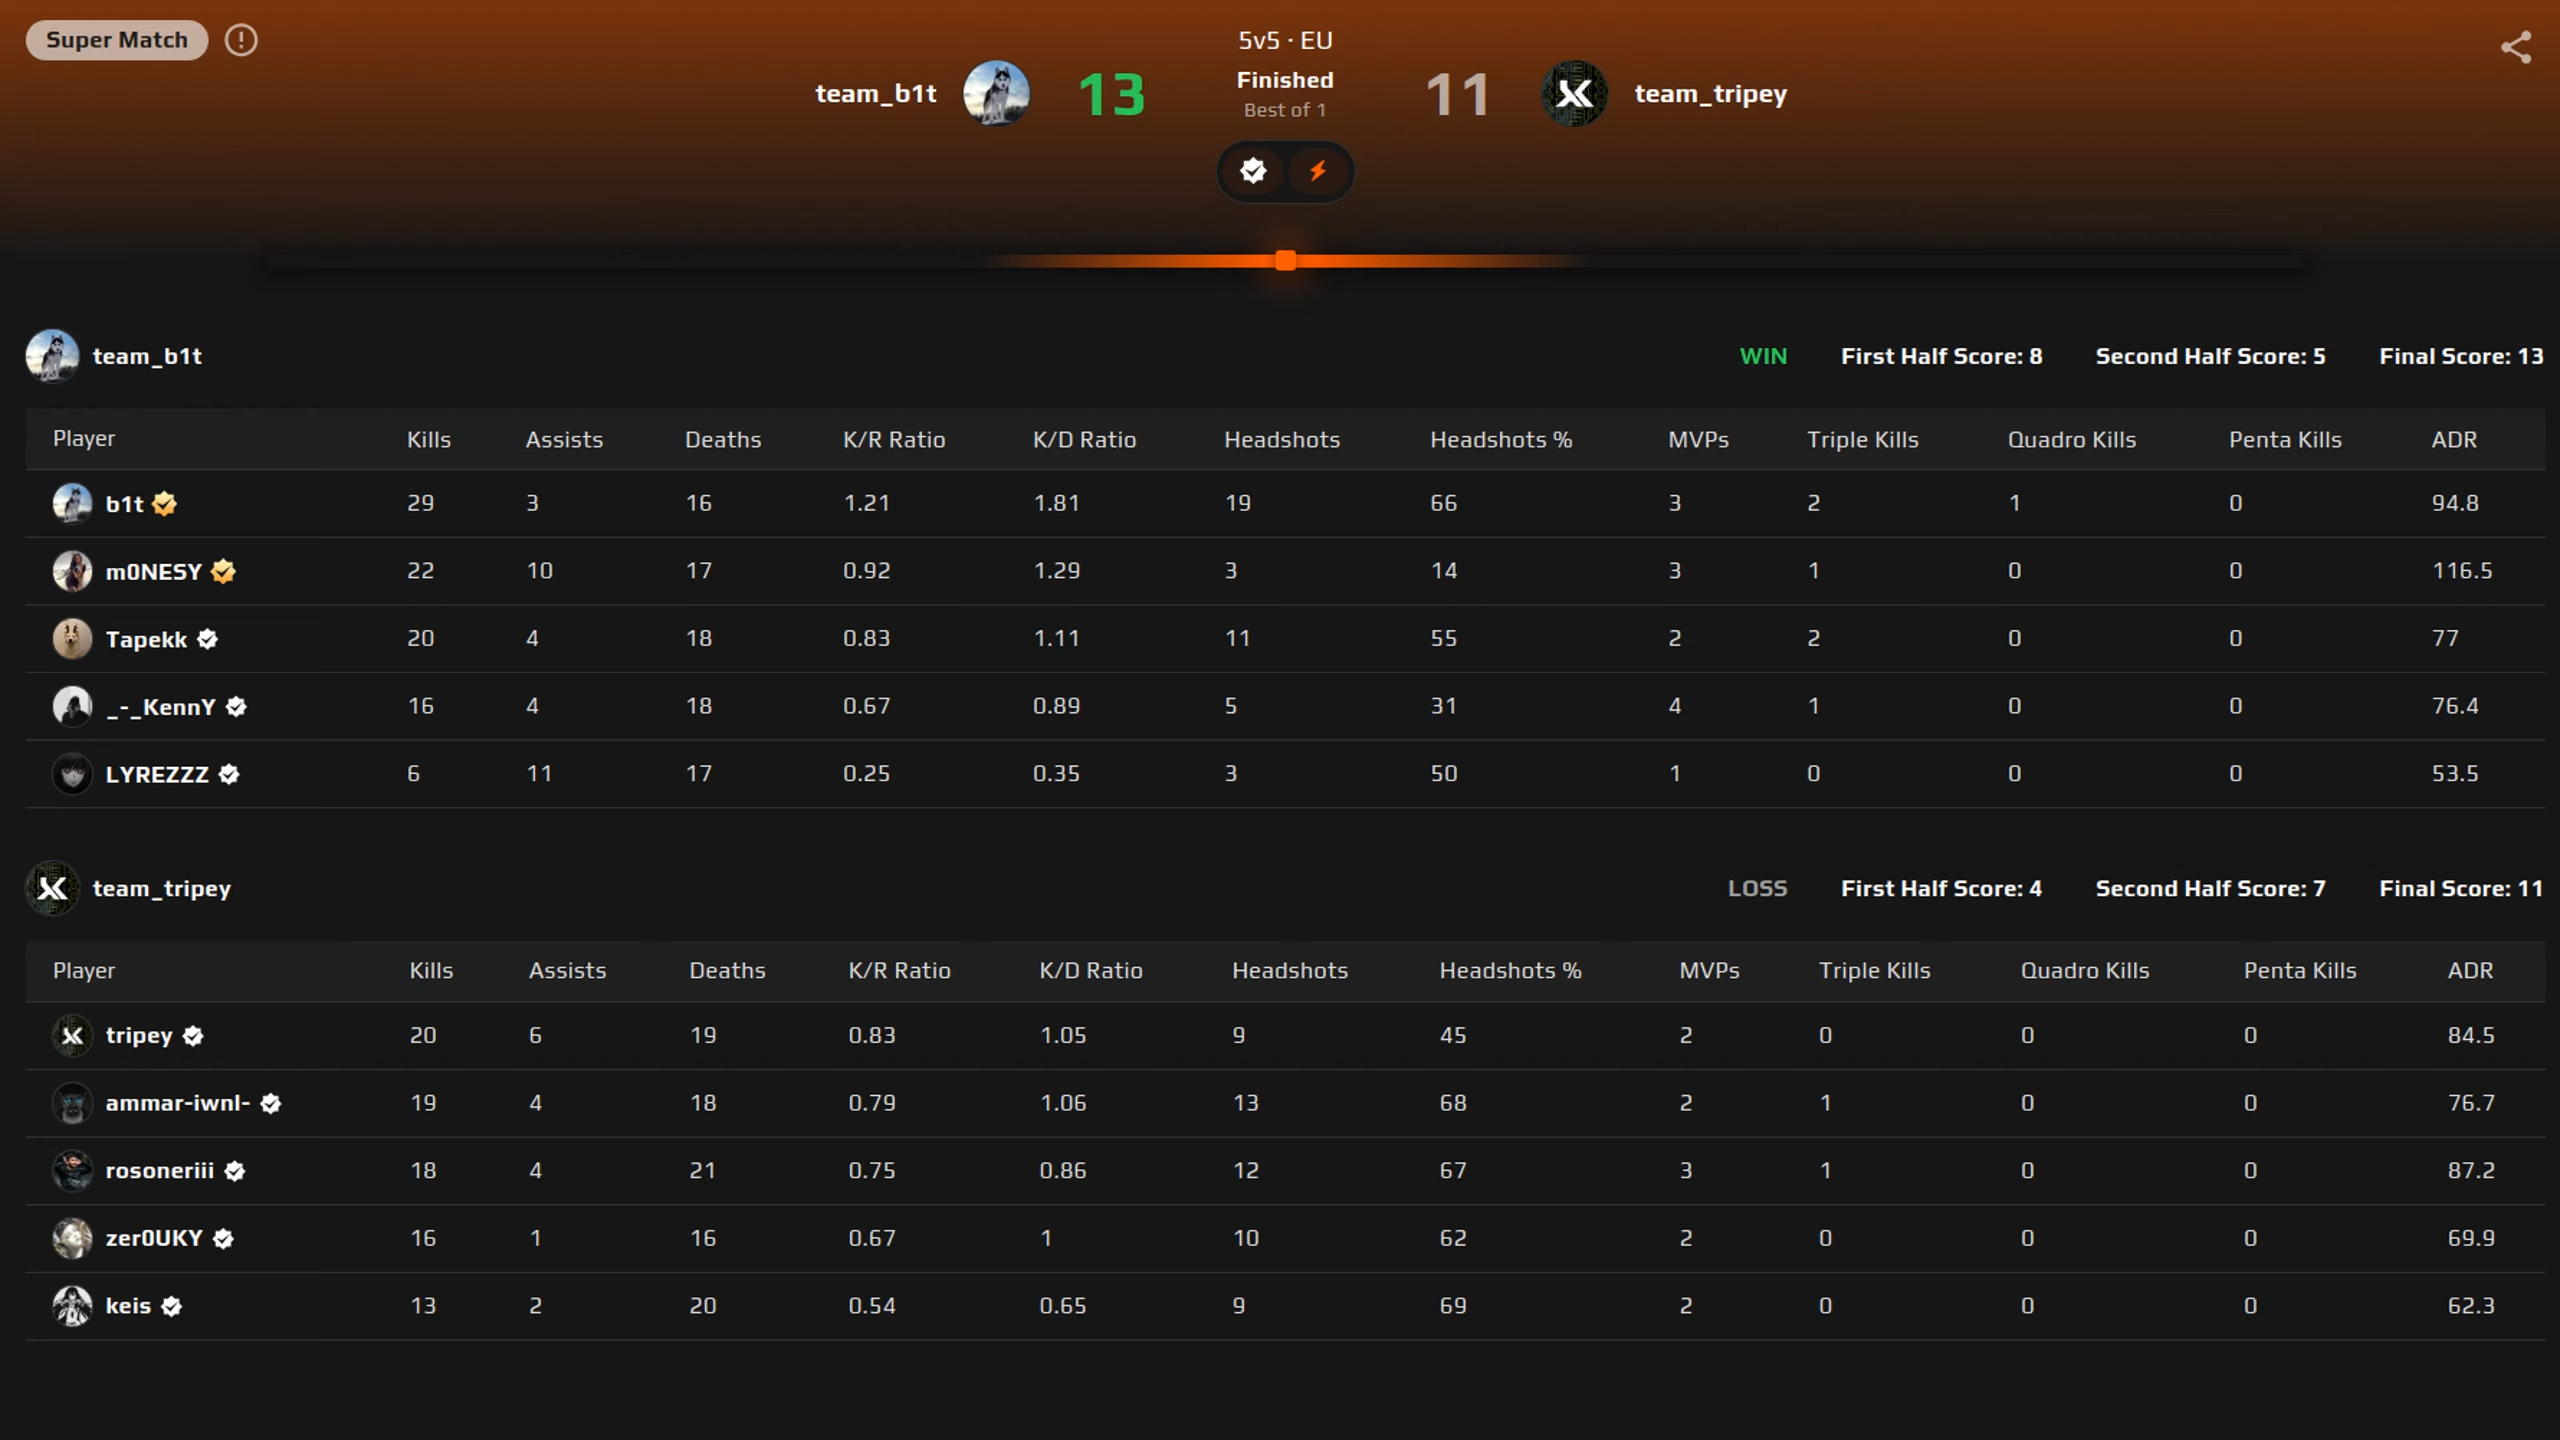 Super Match
5v5 · EU
team_b1t 13 Finished 11 team_tripey
Best of 1
team_b1t WIN First Half Score: 8 Second Half Score: 5 Final Score: 13
Player Kills Assists Deaths K/R Ratio K/D Ratio Headshots Headshots % MVPs Triple Kills Quadro Kills Penta Kills ADR
b1t 29 3 16 1.21 1.81 19 66 3 2 1 0 94.8
m0NESY 22 10 17 0.92 1.29 3 14 3 1 0 0 116.5
Tapekk 20 4 18 0.83 1.11 11 55 2 2 0 0 77
_-_KennY 16 4 18 0.67 0.89 5 31 4 1 0 0 76.4
LYREZZZ 6 11 17 0.25 0.35 3 50 1 0 0 0 53.5
team_tripey LOSS First Half Score: 4 Second Half Score: 7 Final Score: 11
Player Kills Assists Deaths K/R Ratio K/D Ratio Headshots Headshots % MVPs Triple Kills Quadro Kills Penta Kills ADR
tripey 20 6 19 0.83 1.05 9 45 2 0 0 0 84.5
ammar-iwnl- 19 4 18 0.79 1.06 13 68 2 1 0 0 76.7
rosoneriii 18 4 21 0.75 0.86 12 67 3 1 0 0 87.2
zer0UKY 16 1 16 0.67 1 10 62 2 0 0 0 69.9
keis 13 2 20 0.54 0.65 9 69 2 0 0 0 62.3